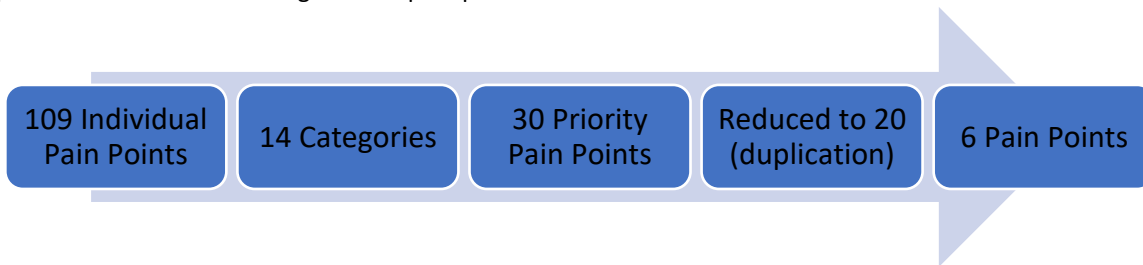 109 Individual
Pain Points
14 Categories
30 Priority
Pain Points
Reduced to 20
(duplication)
6 Pain Points